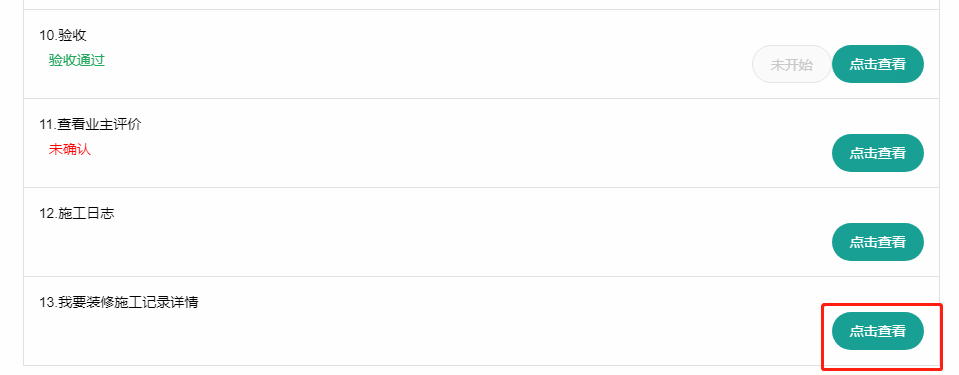 10.验收
验收通过
未开始
点击查看
11.查看业主评价
未确认
点击查看
12.施工日志
点击查看
13.我要装修施工记录详情
点击查看